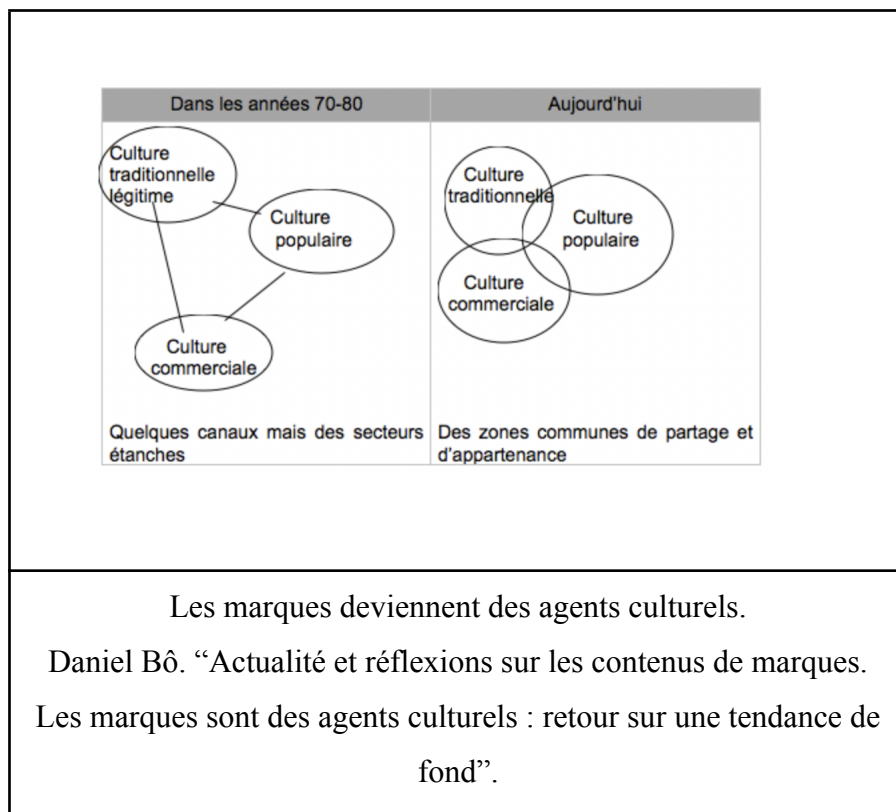 Dans les années 70-80
Aujourd'hui
Culture
traditionnelle
légitime
Culture
populaire
Culture
commerciale
Culture
traditionnelle
Culture
populaire
Culture
commerciale
Quelques canaux mais des secteurs
étanches
Des zones communes de partage et
d'appartenance
Les marques deviennent des agents culturels.
Daniel Bô. “Actualité et réflexions sur les contenus de marques.
Les marques sont des agents culturels : retour sur une tendance de
fond”.